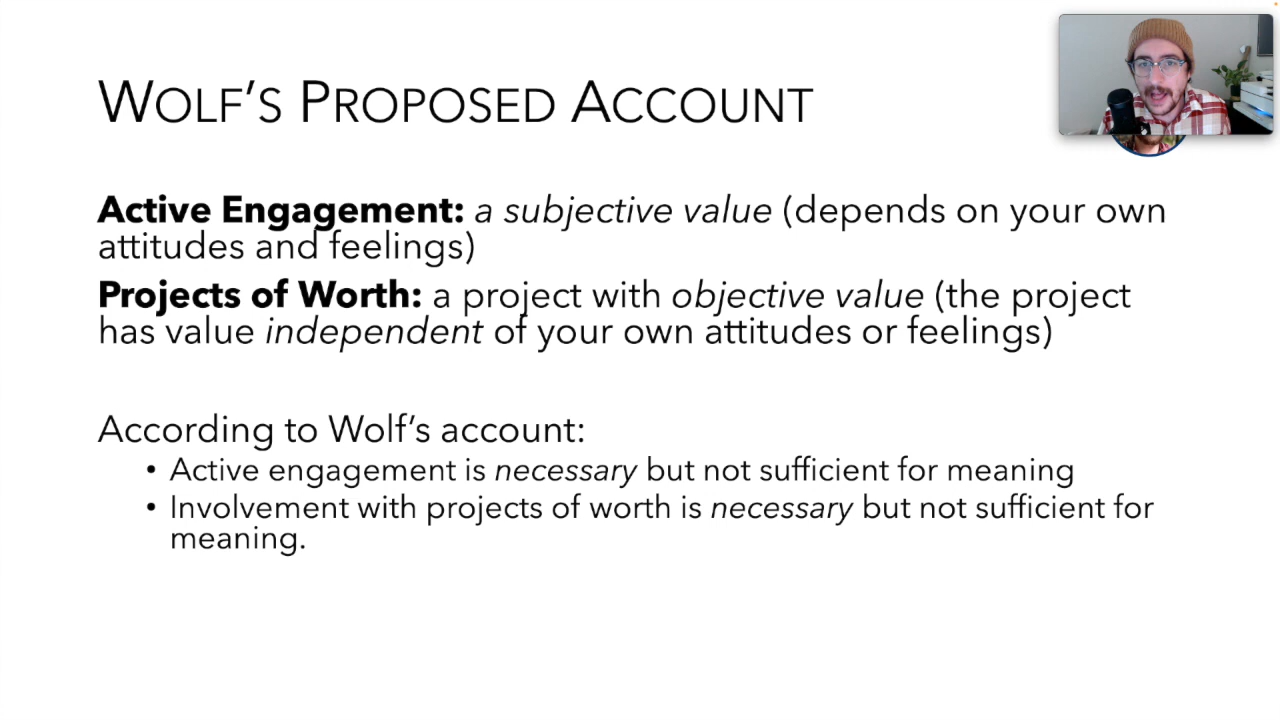 WOLF'S PROPOSED ACCOUNT
Active Engagement: a subjective value (depends on your own
attitudes and feelings)
Projects of Worth: a project with objective value (the project
has value independent of your own attitudes or feelings)
According to Wolf's account:
• Active engagement is necessary but not sufficient for meaning
• Involvement with projects of worth is necessary but not sufficient for
meaning.